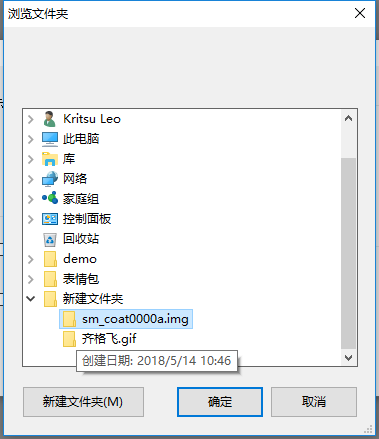 浏览文件夹
Kritsu Leo
此电脑
库
网络
家庭组
控制面板
回收站
demo
表情包
新建文件夹
sm_coat0000a.img
齐格飞.gif
创建日期: 2018/5/14 10:46
新建文件夹(M)
确定
取消